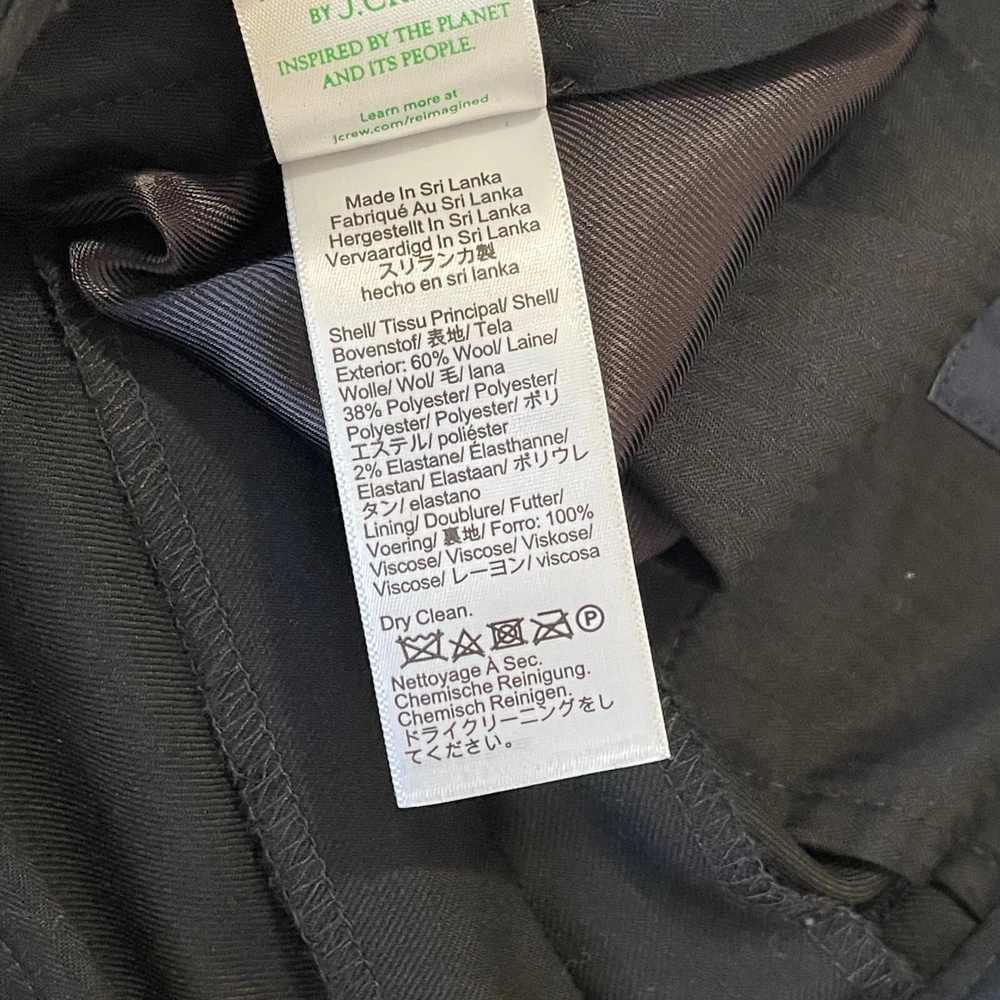 BY J.CR
INSPIRED BY THE PLANET
AND ITS PEOPLE.
Learn more at
jcrew.com/reimagined
Made In Sri Lanka
Fabriqué Au Sri Lanka
Hergestellt In Sri Lanka
Vervaardigd In Sri Lanka
スリランカ製
hecho en sri lanka
Shell/ Tissu Principal/ Shell/
Bovenstof/ 表地/ Tela
Exterior: 60% Wool/ Laine/
Wolle/ Wol/ 毛/ lana
38% Polyester/ Polyester/
Polyester/ Polyester/ ポリ
エステル/ poliéster
2% Elastane/ Élasthanne/
Elastan/ Elastaan/ ポリウレ
タン/ elastano
Lining/ Doublure/ Futter/
Voering/ 裏地/ Forro: 100%
Viscose/ Viscose/ Viskose/
Viscose/ レーヨン/ viscosa
Dry Clean.
P
Nettoyage À Sec.
Chemische Reinigung.
Chemisch Reinigen.
ドライクリーニングをし
てください。